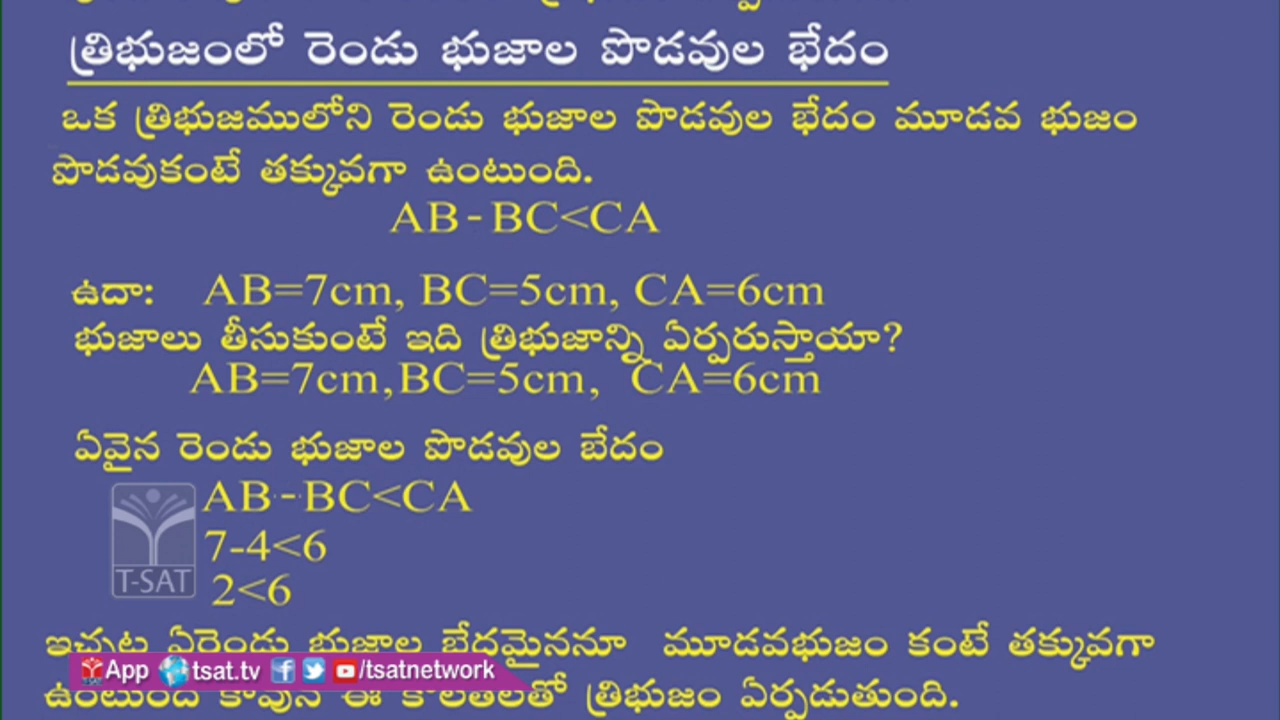 త్రిభుజంలో రెండు భుజాల పొడవుల భేదం
ఒక త్రిభుజములోని రెండు భుజాల పొడవుల భేదం మూడవ భుజం
పొడవుకంటే తక్కువగా ఉంటుంది.
AB-BC<CA
ఉదా: AB=7cm, BC=5cm, CA=6cm
భుజాలు తీసుకుంటే ఇది త్రిభుజాన్ని ఏర్పరుస్తాయా?
AB=7cm,BC=5cm, CA=6cm
ఏవైన రెండు భుజాల పొడవుల బేదం
AB-BC<CA
7-4<6
T-SAT
2<6
ఇచ్చట ఏరెండు భుజాల బేదమైననూ మూడవభుజం కంటే తక్కువగా
App tsat.tv /tsatnetwork
ఉంటుంది కావున ఈ కొలతలతో త్రిభుజం ఏర్పడుతుంది.